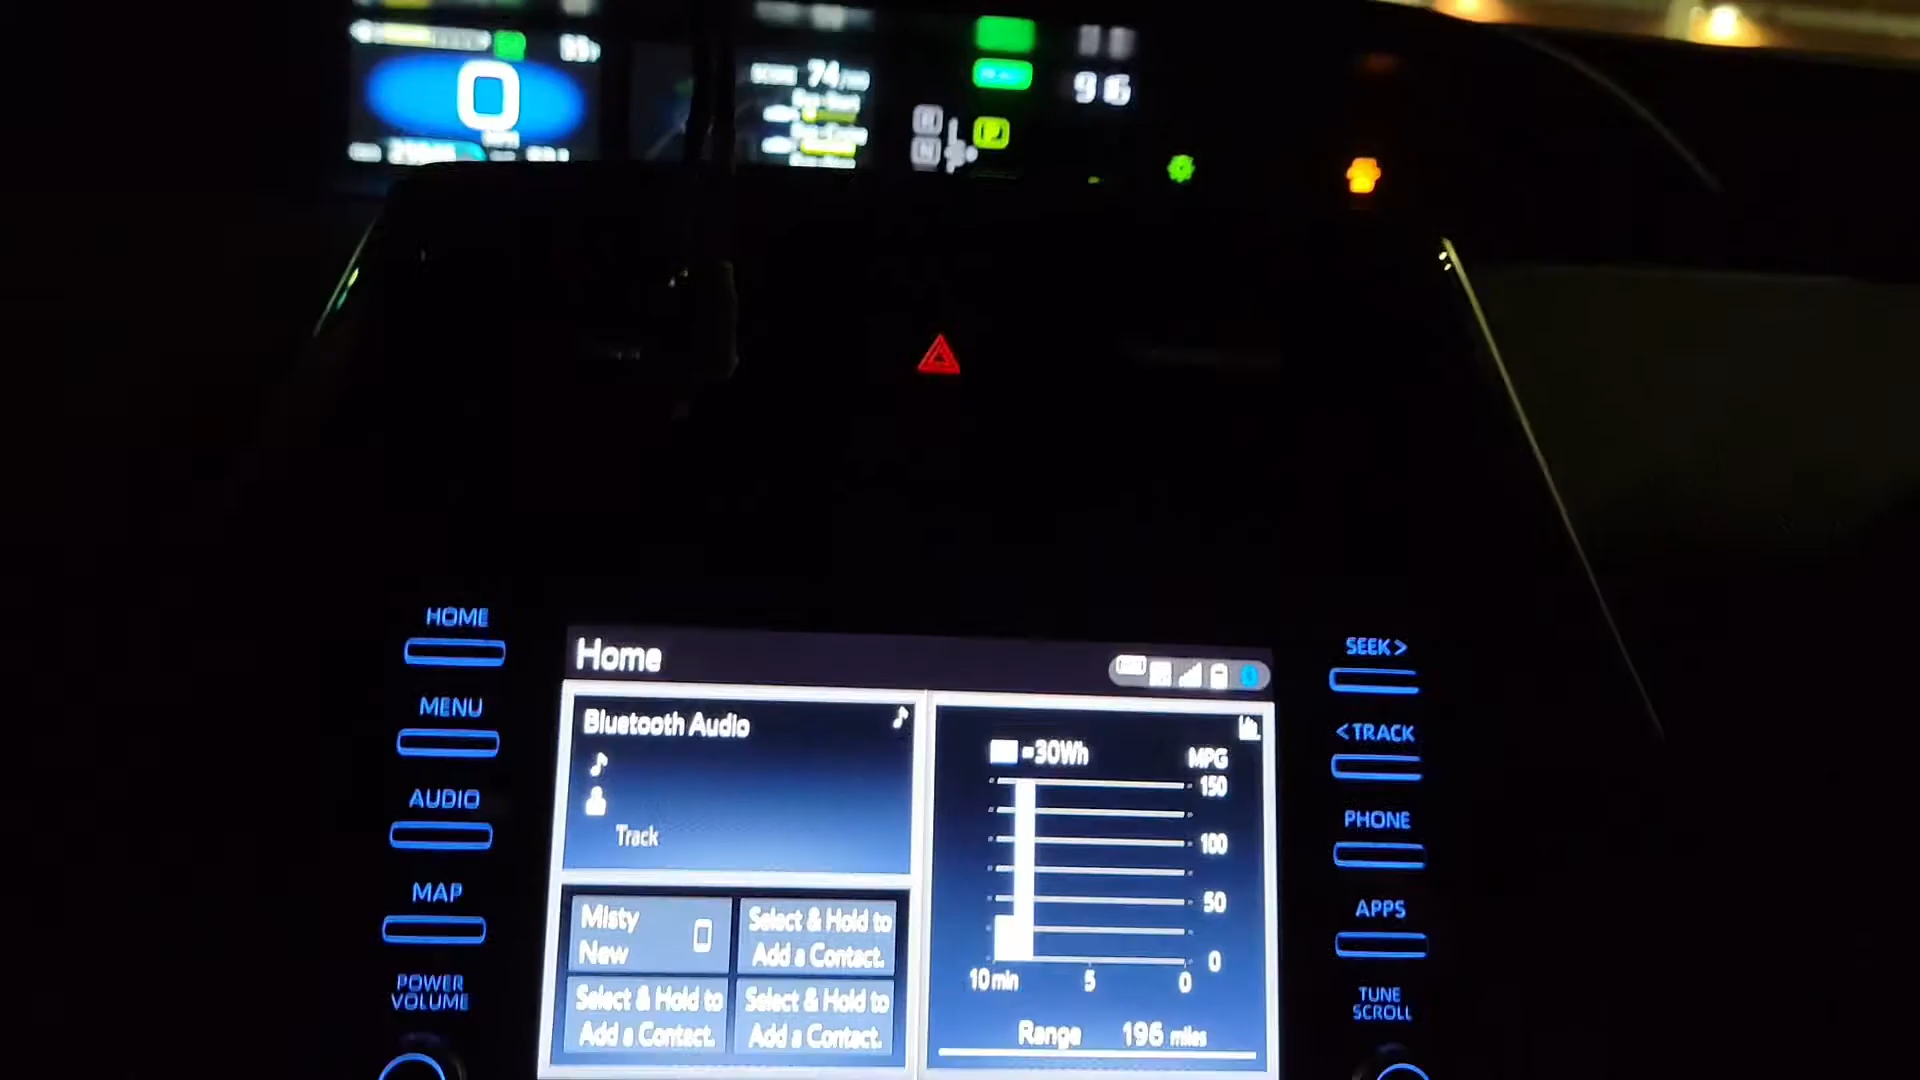 0
74
96
R
P
N
HOME
MENU
AUDIO
MAP
POWER
VOLUME
Home
Bluetooth Audio
Track
Misty
New
Select & Hold to
Add a Contact.
Select & Hold to
Add a Contact.
Select & Hold to
Add a Contact.
=30Wh
MPG
150
100
50
0
10 min
5
0
Range 196 miles
SEEK >
< TRACK
PHONE
APPS
TUNE
SCROLL